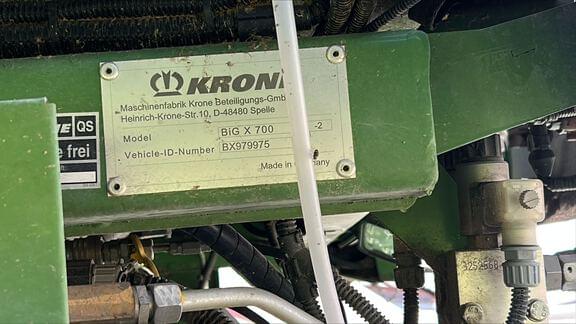 KRONE
Maschinenfabrik Krone Beteiligungs-GmbH
Heinrich-Krone-Str.10, D-48480 Spelle
Model BiG X 700 -2
Vehicle-ID-Number BX979975
Made in Germany
QS
frei